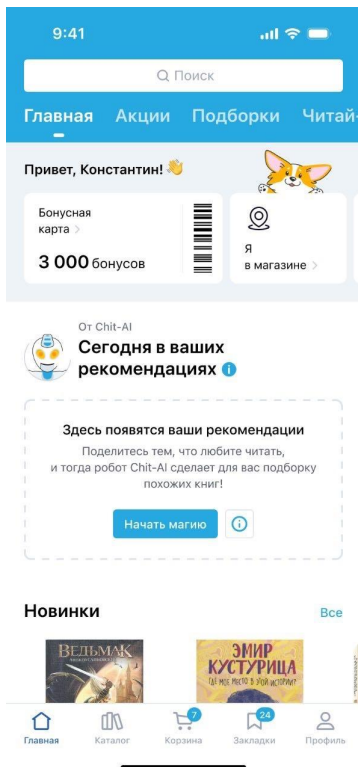 9:41
Поиск
Главная Акции Подборки Читай-
Привет, Константин! 👋
Бонусная
карта >
3 000 бонусов
Я
в магазине >
От Chit-AI
Сегодня в ваших
рекомендациях
Здесь появятся ваши рекомендации
Поделитесь тем, что любите читать,
и тогда робот Chit-AI сделает для вас подборку
похожих книг!
Начать магию
Новинки Все
ВЕДЬМАК
ЭМИР
КУСТУРИЦА
ГДЕ МОЕ МЕСТО В ЭТОЙ ИСТОРИИ?
7 24
Главная Каталог Корзина Закладки Профиль